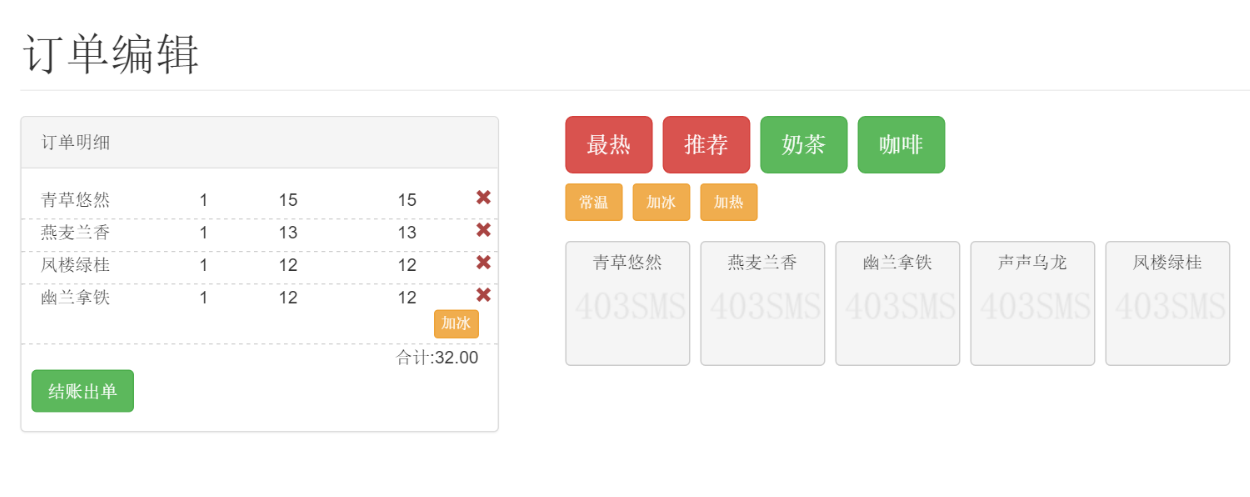 订单编辑
订单明细
青草悠然 1 15 15
燕麦兰香 1 13 13
凤楼绿桂 1 12 12
幽兰拿铁 1 12 12
加冰
合计:32.00
结账出单
最热 推荐 奶茶 咖啡
常温 加冰 加热
青草悠然 燕麦兰香 幽兰拿铁 声声乌龙 凤楼绿桂
403SMS 403SMS 403SMS 403SMS 403SMS